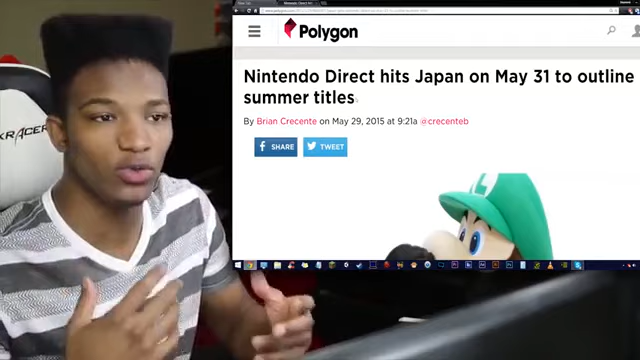 Polygon
Nintendo Direct hits Japan on May 31 to outline
summer titles
By Brian Crecente on May 29, 2015 at 9:21a @crecenteb
SHARE
TWEET
XRACER
L